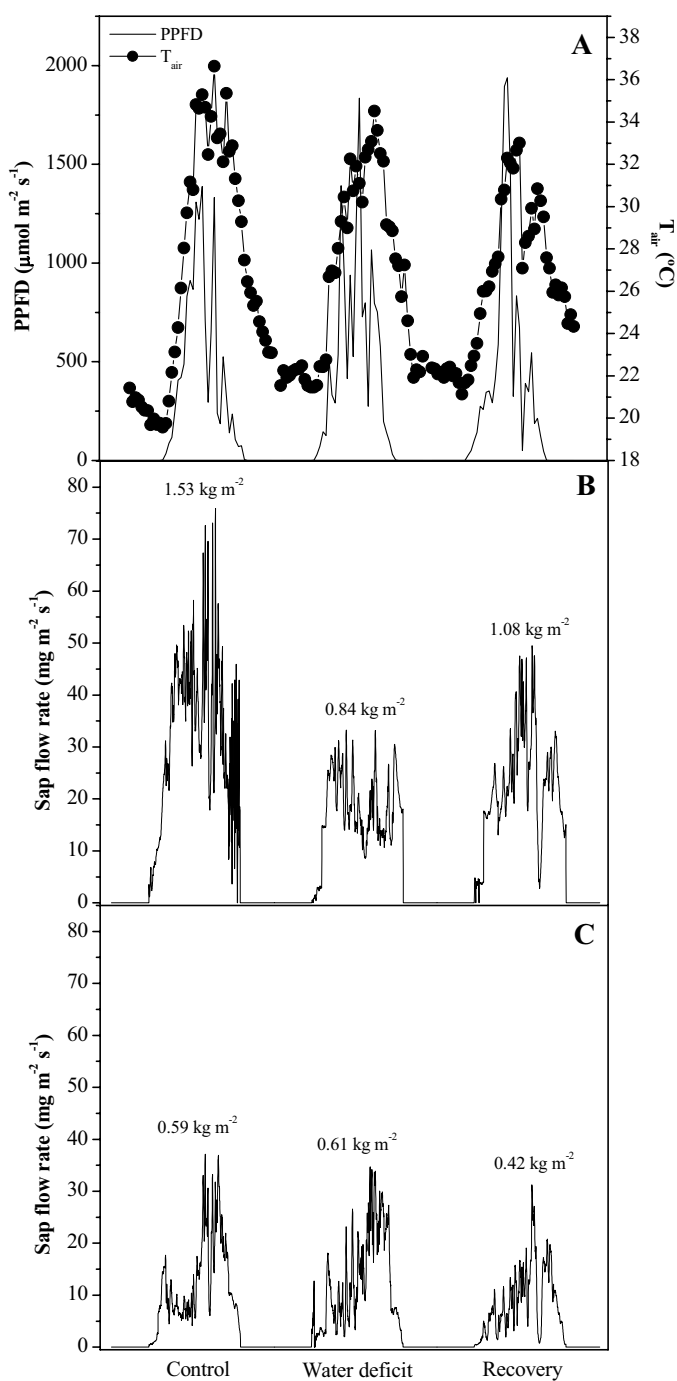 PPFD
T_air
A
2000
1500
1000
500
0
PPFD (µmol m⁻² s⁻¹)
38
36
34
32
30
28
26
24
22
20
18
T_air (°C)
B
80
70
60
50
40
30
20
10
0
Sap flow rate (mg m⁻² s⁻¹)
1.53 kg m⁻²
0.84 kg m⁻²
1.08 kg m⁻²
C
80
70
60
50
40
30
20
10
0
Sap flow rate (mg m⁻² s⁻¹)
0.59 kg m⁻²
0.61 kg m⁻²
0.42 kg m⁻²
Control Water deficit Recovery